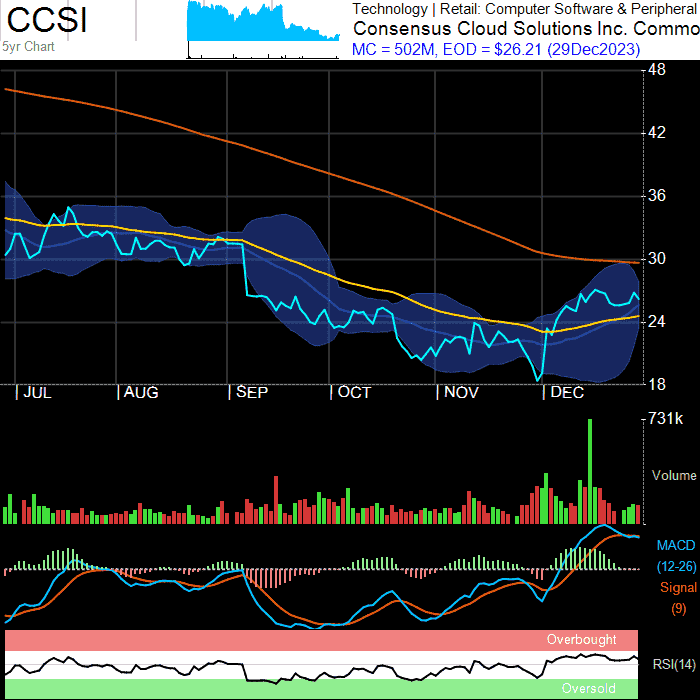 CCSI
5yr Chart
Technology | Retail: Computer Software & Peripheral
Consensus Cloud Solutions Inc. Commo
MC = 502M, EOD = $26.21 (29Dec2023)
48
42
36
30
24
18
JUL AUG SEP OCT NOV DEC
731k
Volume
MACD
(12-26)
Signal
(9)
Overbought
RSI(14)
Oversold